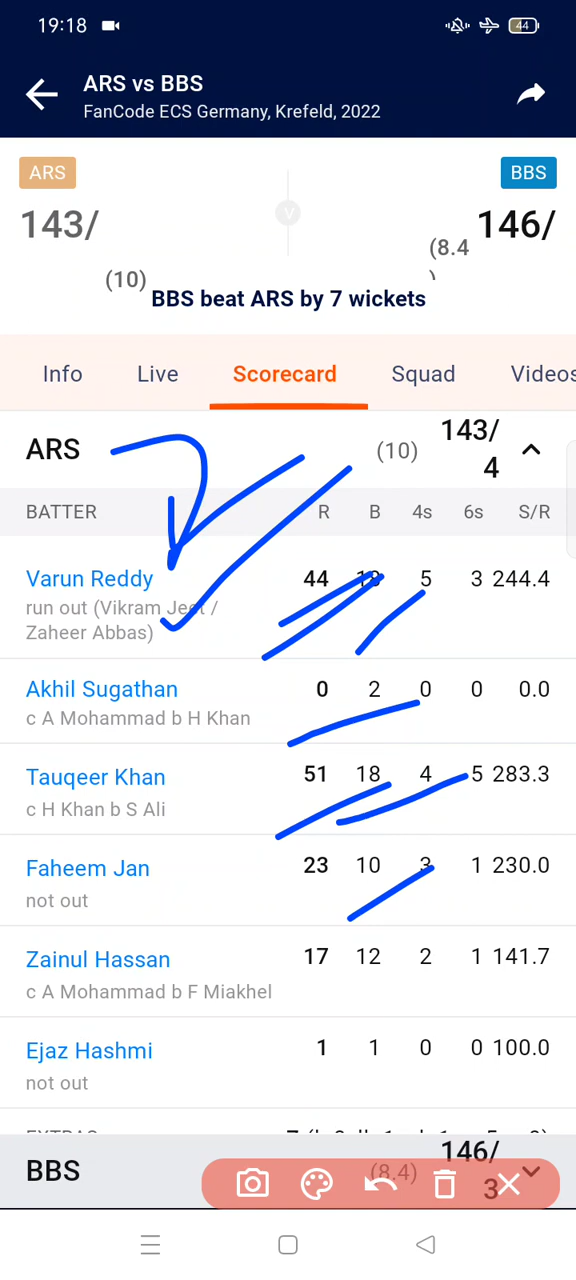 19:18 44
ARS vs BBS
FanCode ECS Germany, Krefeld, 2022
ARS BBS
143/ V 146/
(10) (8.4)
BBS beat ARS by 7 wickets
Info Live Scorecard Squad Videos
ARS (10) 143/4
BATTER R B 4s 6s S/R
Varun Reddy 44 18 5 3 244.4
run out (Vikram Jeet /
Zaheer Abbas)
Akhil Sugathan 0 2 0 0 0.0
c A Mohammad b H Khan
Tauqeer Khan 51 18 4 5 283.3
c H Khan b S Ali
Faheem Jan 23 10 3 1 230.0
not out
Zainul Hassan 17 12 2 1 141.7
c A Mohammad b F Miakhel
Ejaz Hashmi 1 1 0 0 100.0
not out
BBS (8.4) 146/3